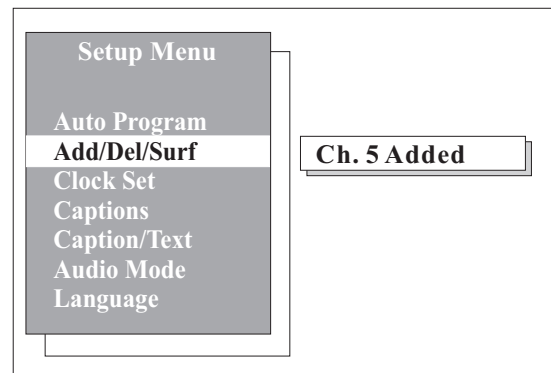 Setup Menu
Auto Program
Add/Del/Surf
Clock Set
Captions
Caption/Text
Audio Mode
Language
Ch. 5 Added